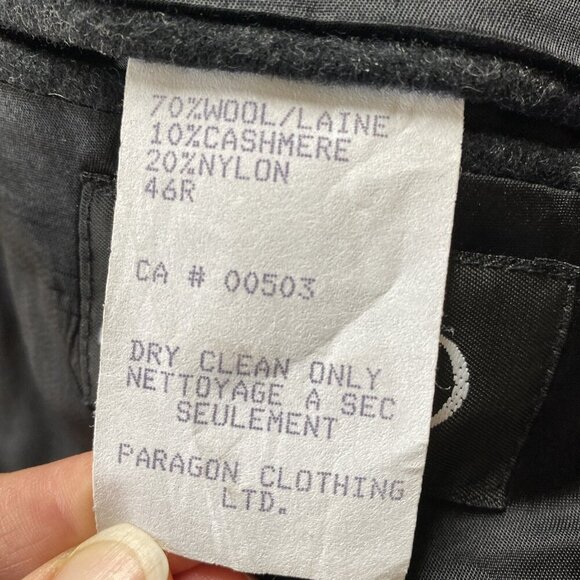 70%WOOL/LAINE
10%CASHMERE
20%NYLON
46R
CA # 00503
DRY CLEAN ONLY
NETTOYAGE A SEC
SEULEMENT
PARAGON CLOTHING
LTD.